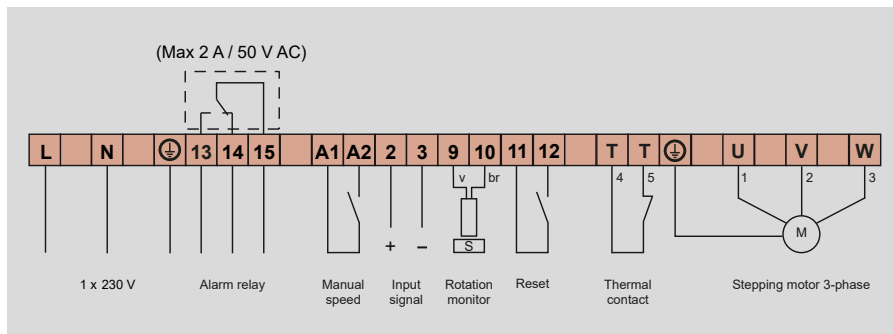 (Max 2 A / 50 V AC)
L N 13 14 15 A1 A2 2 3 9 10 11 12 T T U V W
v br 4 5 1 2 3
M
+ – S
1 x 230 V Alarm relay Manual speed Input signal Rotation monitor Reset Thermal contact Stepping motor 3-phase